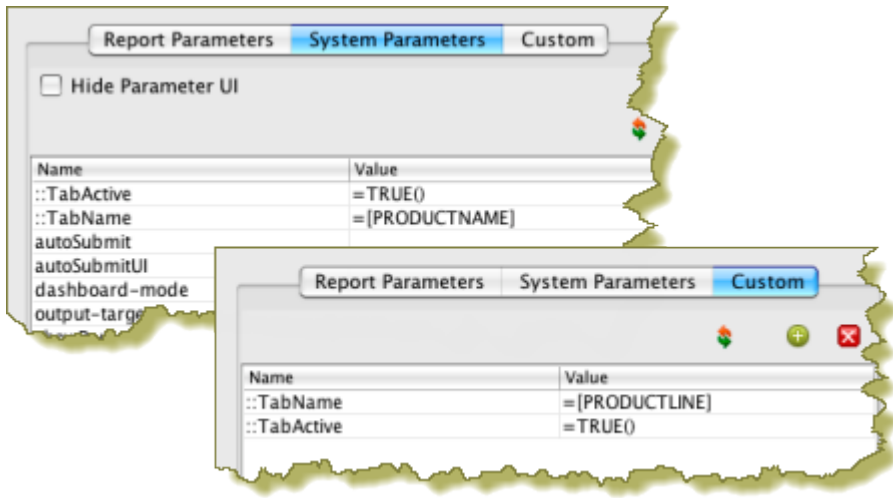 Report Parameters System Parameters Custom
Hide Parameter UI
Name Value
::TabActive =TRUE()
::TabName =[PRODUCTNAME]
autoSubmit
autoSubmitUI
dashboard-mode
Report Parameters System Parameters Custom
Name Value
::TabName =[PRODUCTLINE]
::TabActive =TRUE()